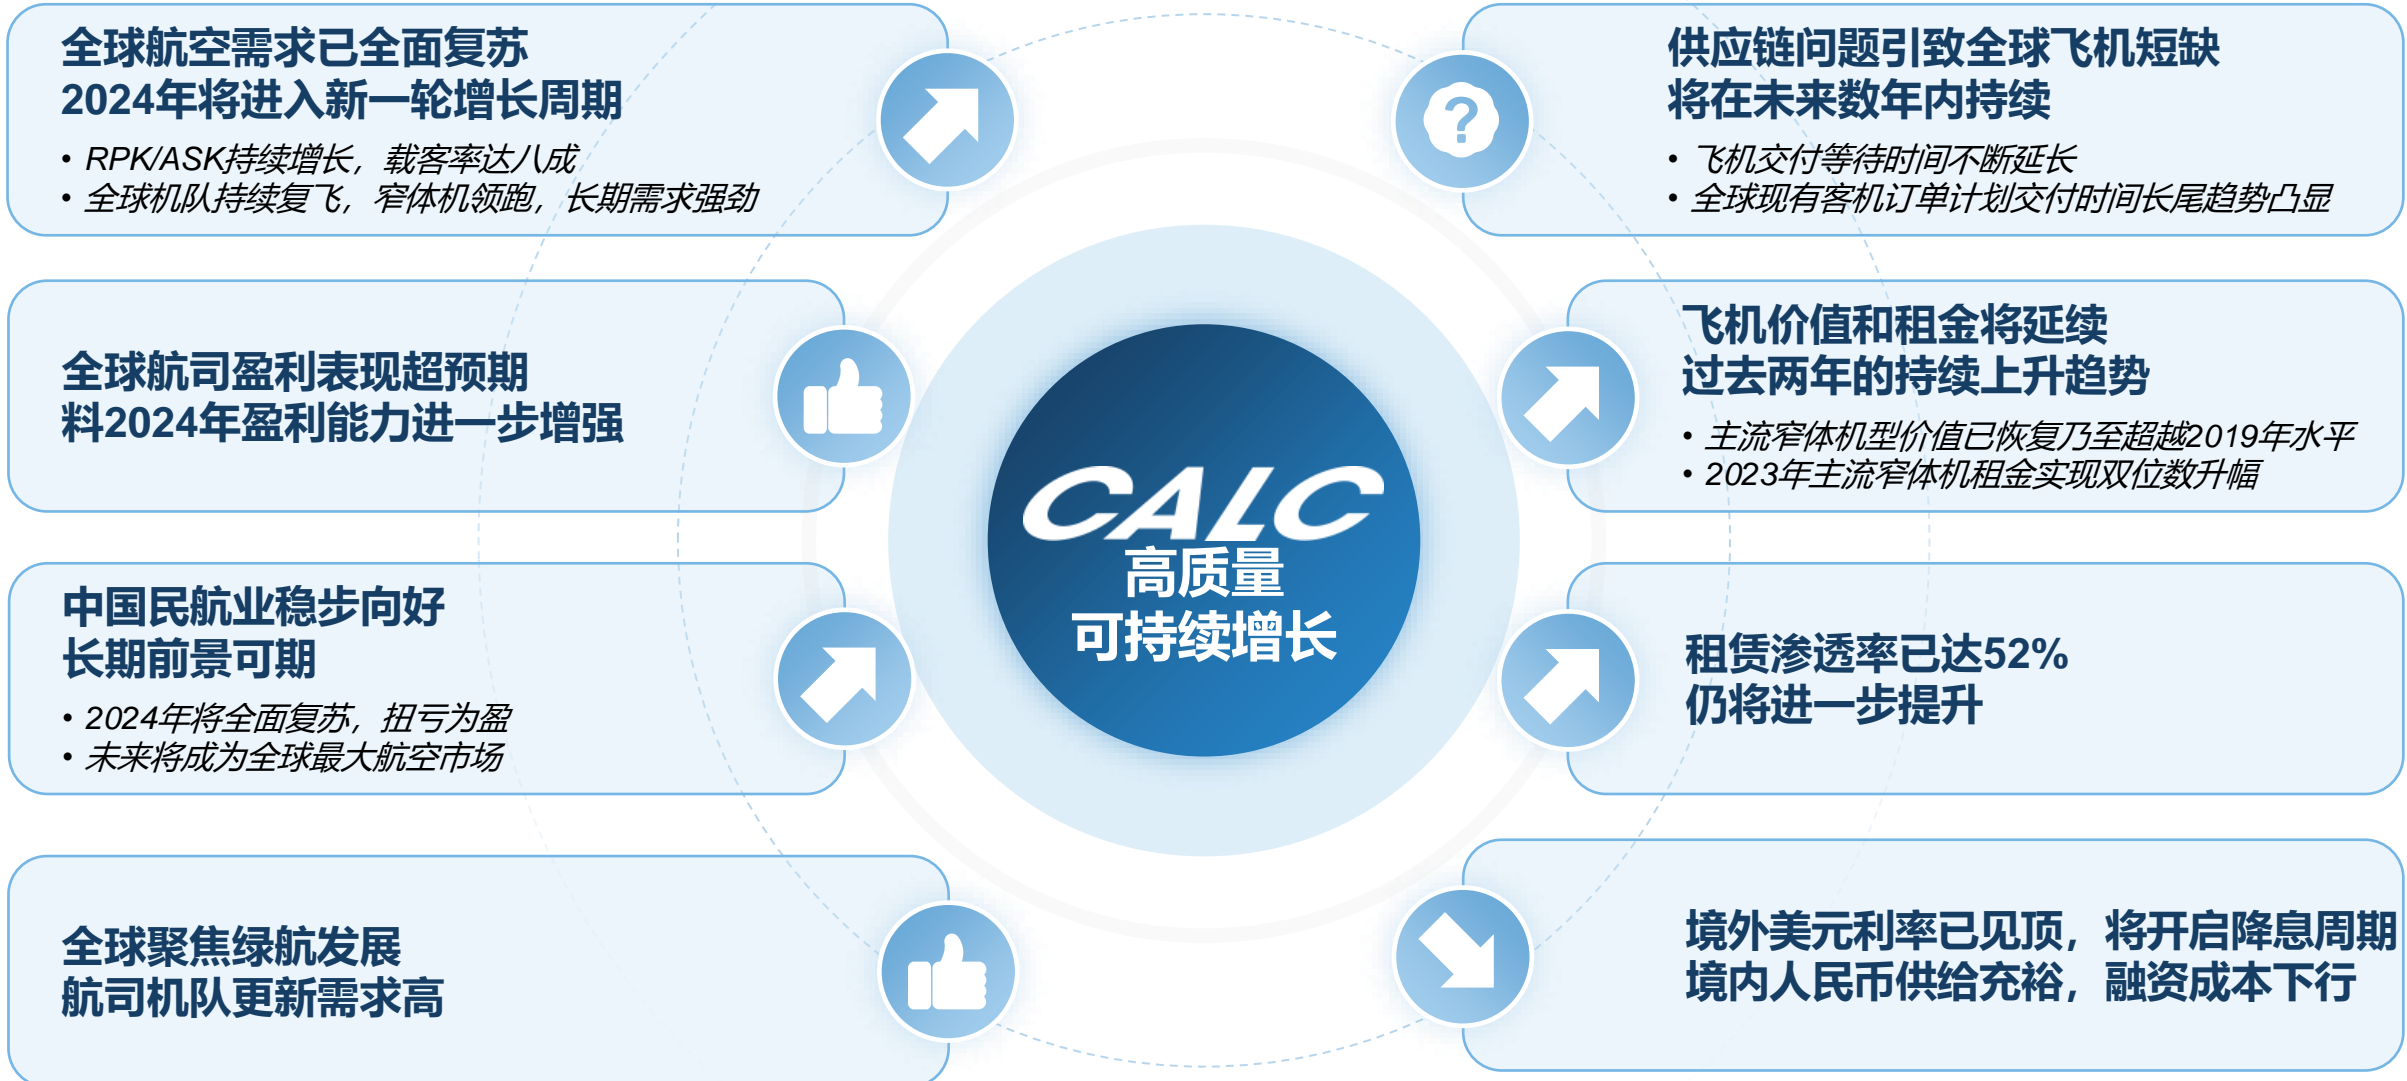 全球航空需求已全面复苏
2024年将进入新一轮增长周期
• RPK/ASK持续增长，载客率达八成
• 全球机队持续复飞，窄体机领跑，长期需求强劲
全球航司盈利表现超预期
料2024年盈利能力进一步增强
中国民航业稳步向好
长期前景可期
• 2024年将全面复苏，扭亏为盈
• 未来将成为全球最大航空市场
全球聚焦绿航发展
航司机队更新需求高
CALC
高质量
可持续增长
?
供应链问题引致全球飞机短缺
将在未来数年内持续
• 飞机交付等待时间不断延长
• 全球现有客机订单计划交付时间长尾趋势凸显
飞机价值和租金将延续
过去两年的持续上升趋势
• 主流窄体机型价值已恢复乃至超越2019年水平
• 2023年主流窄体机租金实现双位数升幅
租赁渗透率已达52%
仍将进一步提升
境外美元利率已见顶，将开启降息周期
境内人民币供给充裕，融资成本下行